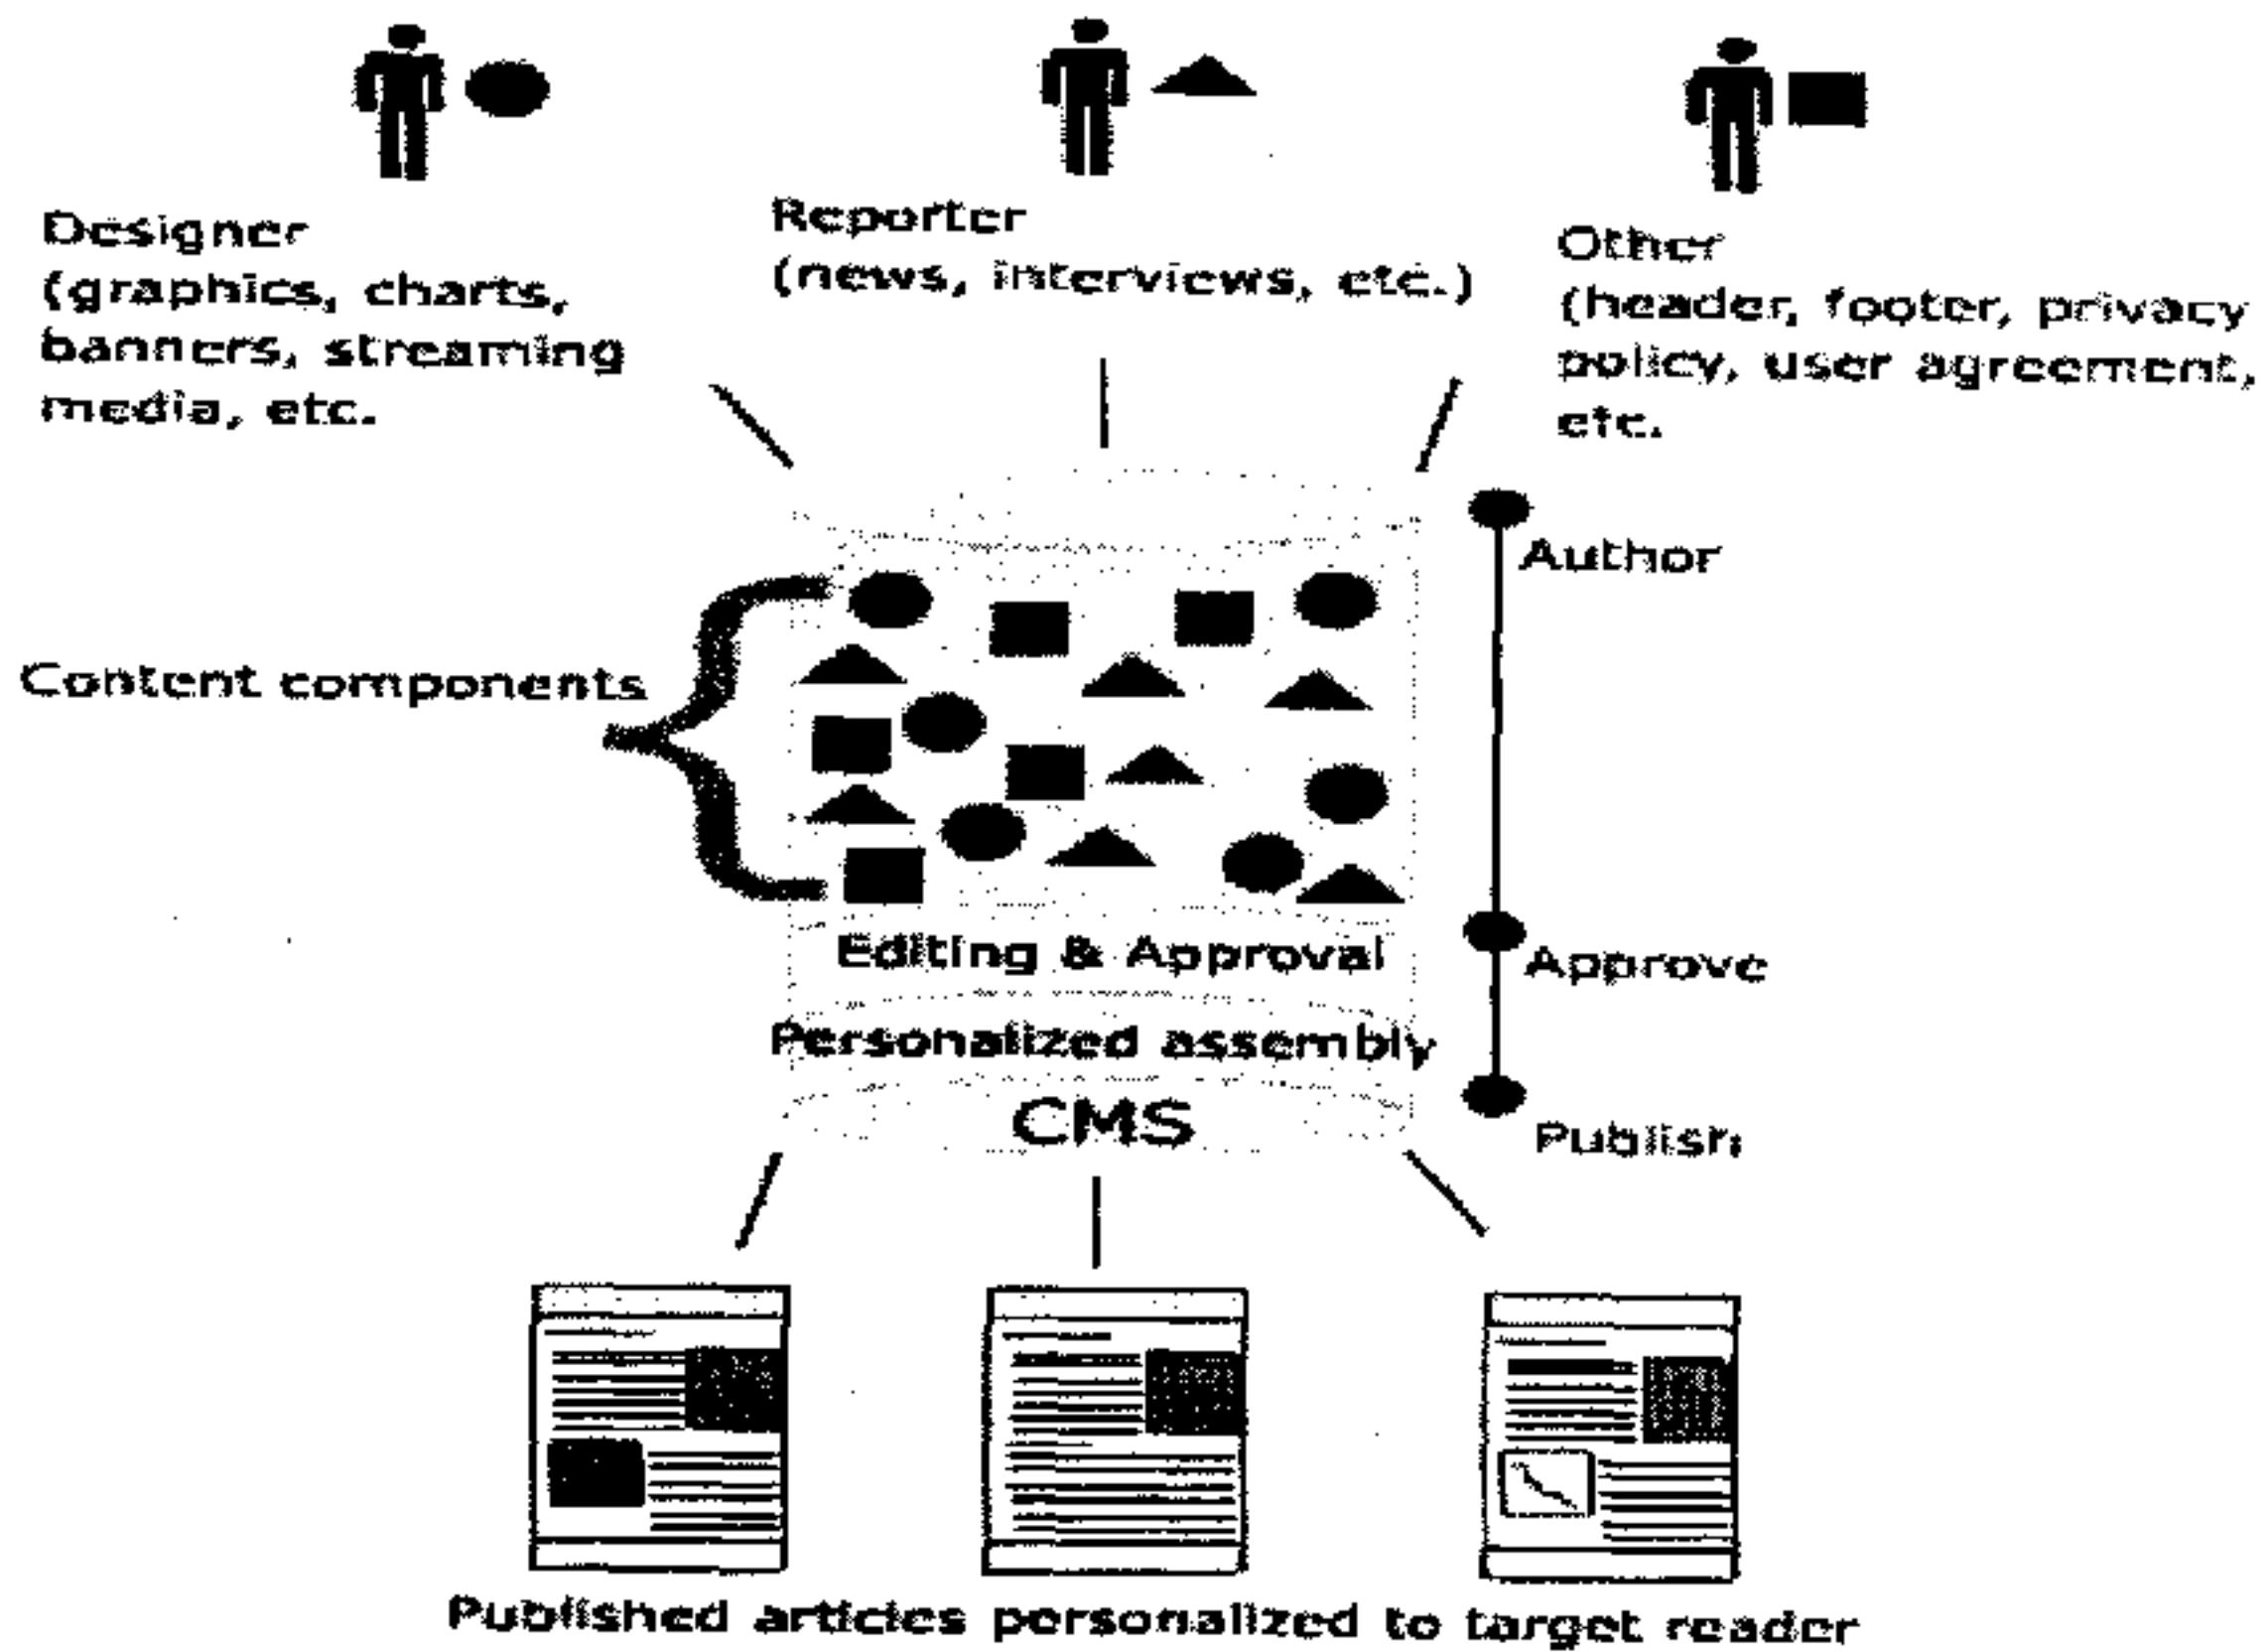 Designer
(graphics, charts,
banners, streaming
media, etc.
Reporter
(news, interviews, etc.)
Other
(header, footer, privacy
policy, user agreement,
etc.
Author
Content components
Editing & Approval
Approve
Personalized assembly
CMS
Publish
Published articles personalized to target reader